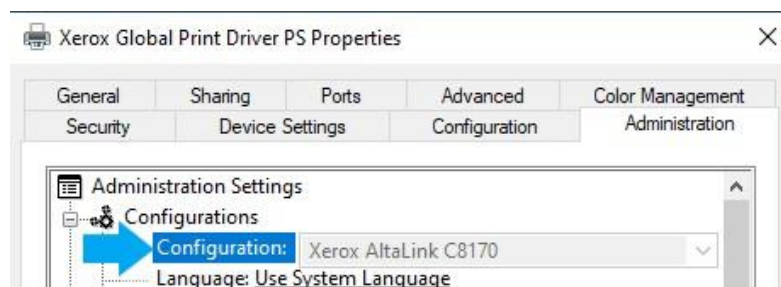 Xerox Global Print Driver PS Properties
General Sharing Ports Advanced Color Management
Security Device Settings Configuration Administration
Administration Settings
Configurations
Configuration: Xerox AltaLink C8170
Language: Use System Language